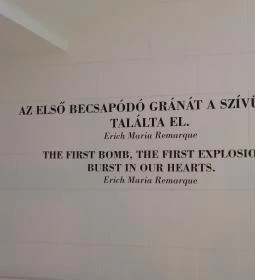 AZ ELSŐ BECSAPÓDÓ GRÁNÁT A
TALÁLTA EL.
Erich Maria Remarque
THE FIRST BOMB, THE FIRST
BURST IN OUR HEARTS.
Erich Maria Remarque